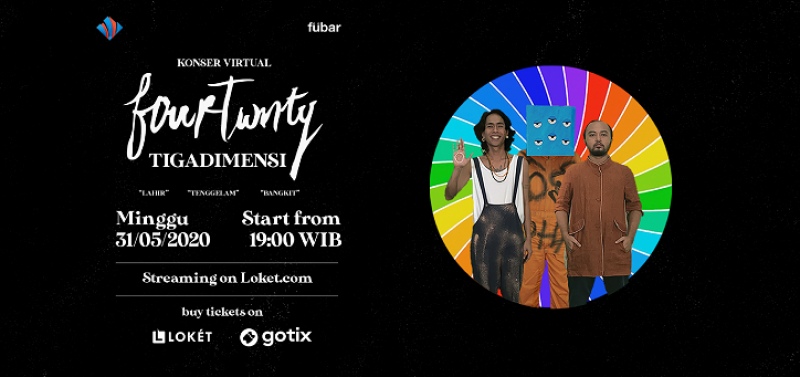 fübar
KONSER VIRTUAL
fourTwnty
TIGADIMENSI
"LAHIR" "TENGGELAM" "BANGKIT"
Minggu
31/05/2020
Start from
19:00 WIB
Streaming on Loket.com
buy tickets on
LOKÉT gotix